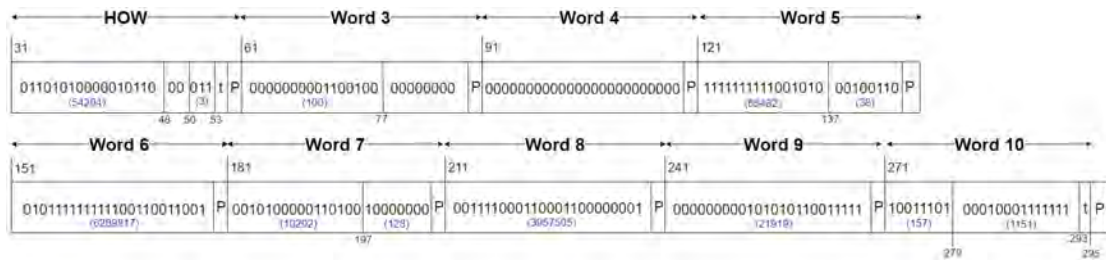 HOW Word 3 Word 4 Word 5
31 61 91 121
01101010000010110 00 011 t P 0000000001100100 00000000 P 000000000000000000000000 P 1111111111001010 00100110 P
(54294) (3) (100) (65482) (38)
48 50 53 77 137
Word 6 Word 7 Word 8 Word 9 Word 10
151 181 211 241 271
010111111111100110011001 P 0010100000110100 10000000 P 001111000110001100000001 P 000000000101010110011111 P 10011101 00010001111111 t P
(6289817) (10292) (128) (3957505) (21919) (157) (1151)
197 279 293 295